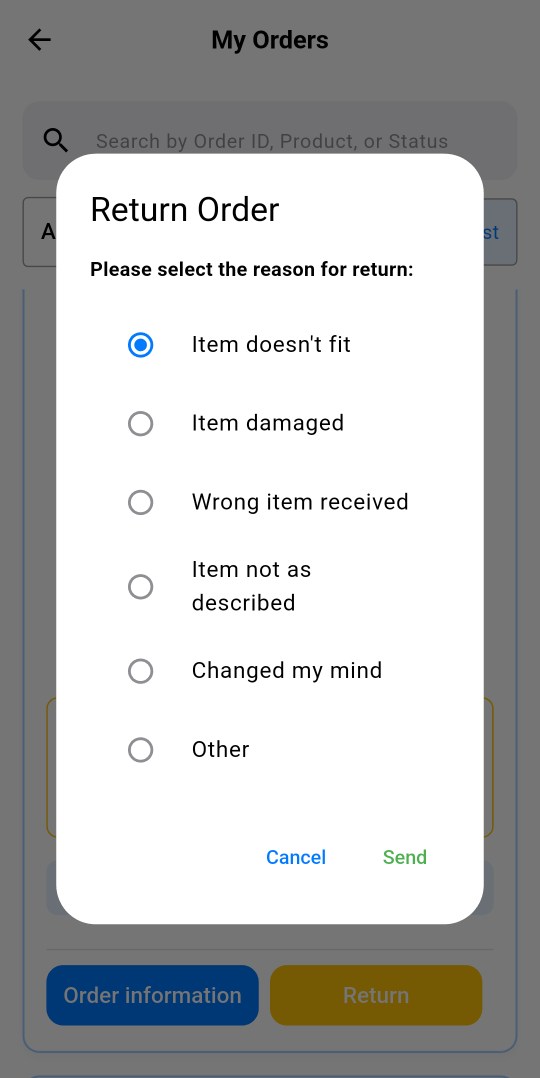 My Orders
Search by Order ID, Product, or Status
Return Order
Please select the reason for return:
Item doesn't fit
Item damaged
Wrong item received
Item not as
described
Changed my mind
Other
Cancel
Send
Order information
Return